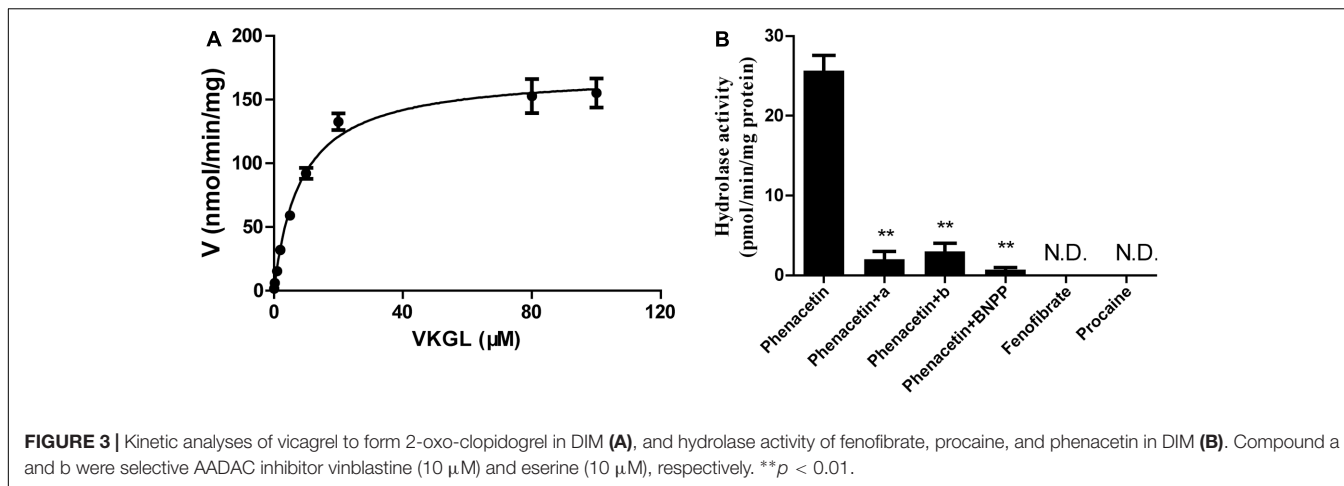 A
V (nmol/min/mg)
200
150
100
50
0
0 40 80 120
VKGL (µM)
B
Hydrolase activity
(pmol/min/mg protein)
30
20
10
0
** ** ** N.D. N.D.
Phenacetin
Phenacetin+a
Phenacetin+b
Phenacetin+BNPP
Fenofibrate
Procaine
FIGURE 3 | Kinetic analyses of vicagrel to form 2-oxo-clopidogrel in DIM (A), and hydrolase activity of fenofibrate, procaine, and phenacetin in DIM (B). Compound a
and b were selective AADAC inhibitor vinblastine (10 µM) and eserine (10 µM), respectively. **p < 0.01.